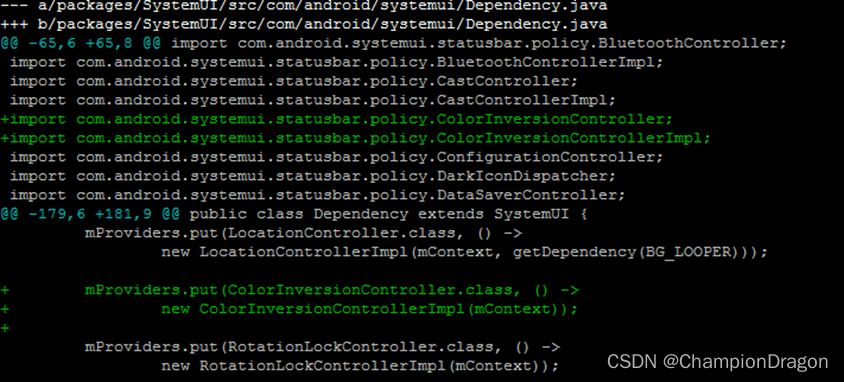 --- a/packages/SystemUI/src/com/android/systemui/Dependency.java
+++ b/packages/SystemUI/src/com/android/systemui/Dependency.java
@@ -65,6 +65,8 @@ import com.android.systemui.statusbar.policy.BluetoothController;
 import com.android.systemui.statusbar.policy.BluetoothControllerImpl;
 import com.android.systemui.statusbar.policy.CastController;
 import com.android.systemui.statusbar.policy.CastControllerImpl;
+import com.android.systemui.statusbar.policy.ColorInversionController;
+import com.android.systemui.statusbar.policy.ColorInversionControllerImpl;
 import com.android.systemui.statusbar.policy.ConfigurationController;
 import com.android.systemui.statusbar.policy.DarkIconDispatcher;
 import com.android.systemui.statusbar.policy.DataSaverController;
@@ -179,6 +181,9 @@ public class Dependency extends SystemUI {
         mProviders.put(LocationController.class, () ->
                 new LocationControllerImpl(mContext, getDependency(BG_LOOPER)));
+        mProviders.put(ColorInversionController.class, () ->
+                new ColorInversionControllerImpl(mContext));
+
         mProviders.put(RotationLockController.class, () ->
                 new RotationLockControllerImpl(mContext));
CSDN @ChampionDragon